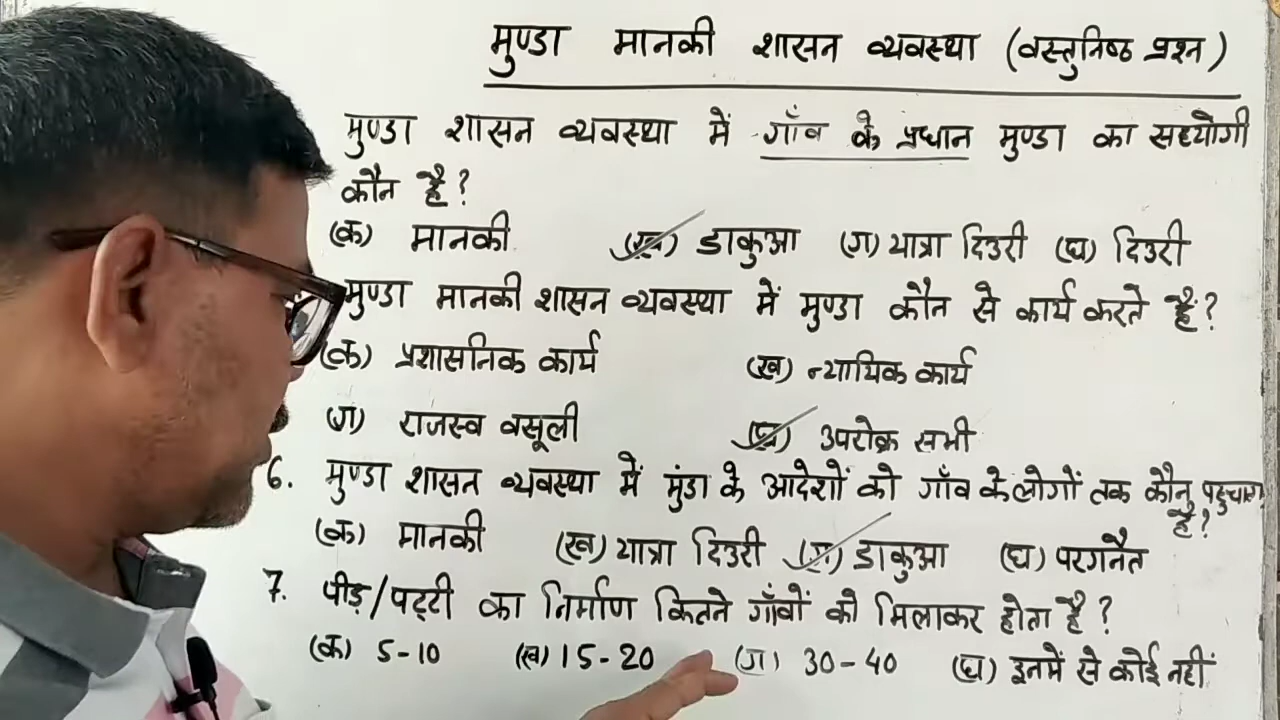 मुण्डा मानकी शासन व्यवस्था (वस्तुनिष्ठ प्रश्न)
मुण्डा शासन व्यवस्था में गाँव के प्रधान मुण्डा का सहयोगी
कौन है?
(क) मानकी (ख) डाकुआ (ग) यात्रा दिउरी (घ) दिउरी
मुण्डा मानकी शासन व्यवस्था में मुण्डा कौन से कार्य करते हैं?
(क) प्रशासनिक कार्य (ख) न्यायिक कार्य
(ग) राजस्व वसूली (घ) उपरोक्त सभी
6. मुण्डा शासन व्यवस्था में मुंडा के आदेशों को गाँव के लोगों तक कौन
है?
(क) मानकी (ख) यात्रा दिउरी (ग) डाकुआ (घ) परगनैत
7. पीड़/पट्टी का निर्माण कितने गाँवों को मिलाकर होता है?
(क) 5-10 (ख) 15-20 (ग) 30-40 (घ) इनमें से कोई नहीं